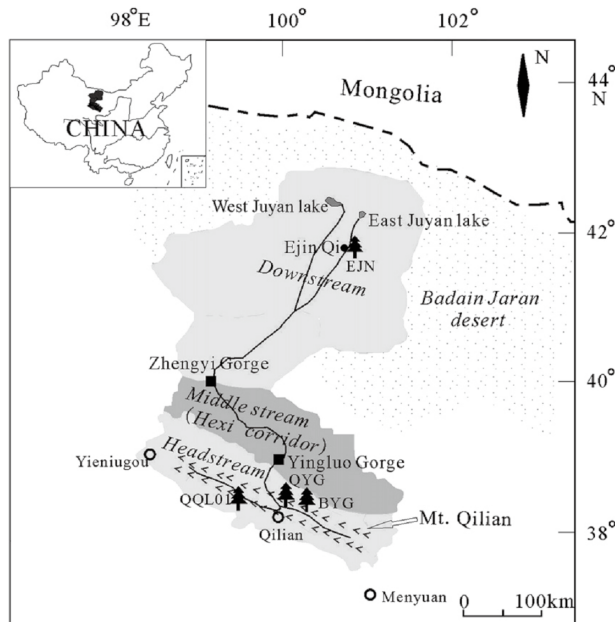 98°E
100°
102°
44°
N
N
Mongolia
CHINA
West Juyan lake
East Juyan lake
42°
Ejin Qi
EJN
Downstream
Badain Jaran
desert
Zhengyi Gorge
40°
Middle stream
(Hexi corridor)
Headstream
Yieniugou
Yingluo Gorge
QYG
QQL01
BYG
Mt. Qilian
Qilian
38°
Menyuan
0
100km